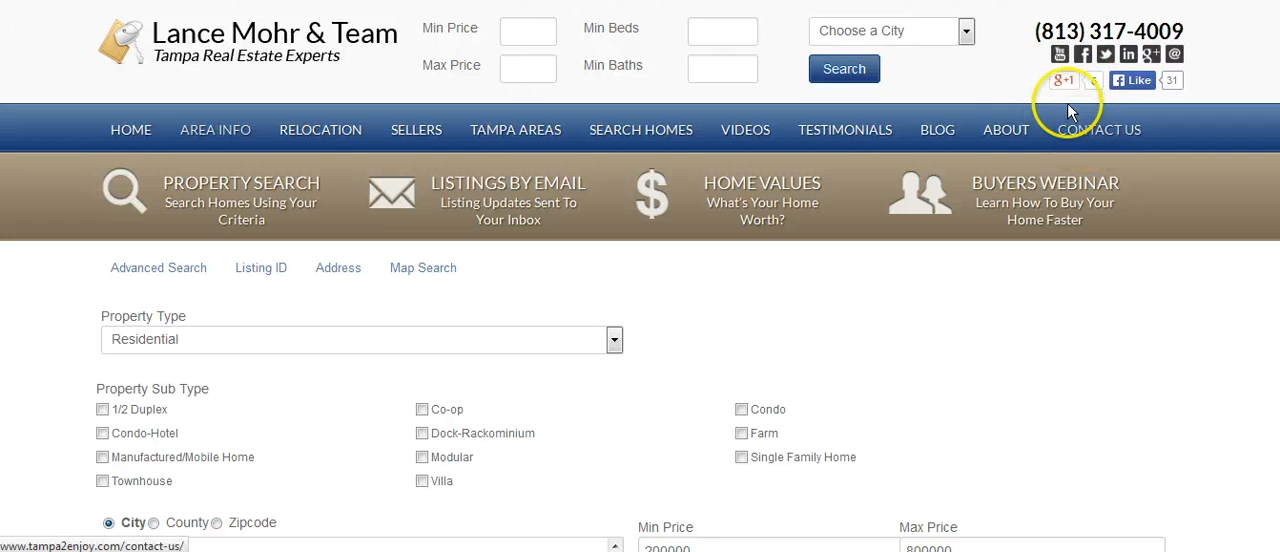 Lance Mohr & Team
Tampa Real Estate Experts
Min Price
Max Price
Min Beds
Min Baths
Choose a City
Search
(813) 317-4009
g+1
Like
31
HOME AREA INFO RELOCATION SELLERS TAMPA AREAS SEARCH HOMES VIDEOS TESTIMONIALS BLOG ABOUT CONTACT US
PROPERTY SEARCH
Search Homes Using Your
Criteria
LISTINGS BY EMAIL
Listing Updates Sent To
Your Inbox
HOME VALUES
What's Your Home
Worth?
BUYERS WEBINAR
Learn How To Buy Your
Home Faster
Advanced Search Listing ID Address Map Search
Property Type
Residential
Property Sub Type
1/2 Duplex Co-op Condo
Condo-Hotel Dock-Rackominium Farm
Manufactured/Mobile Home Modular Single Family Home
Townhouse Villa
City County Zipcode
Min Price Max Price
200000 800000
www.tampa2enjoy.com/contact-us/